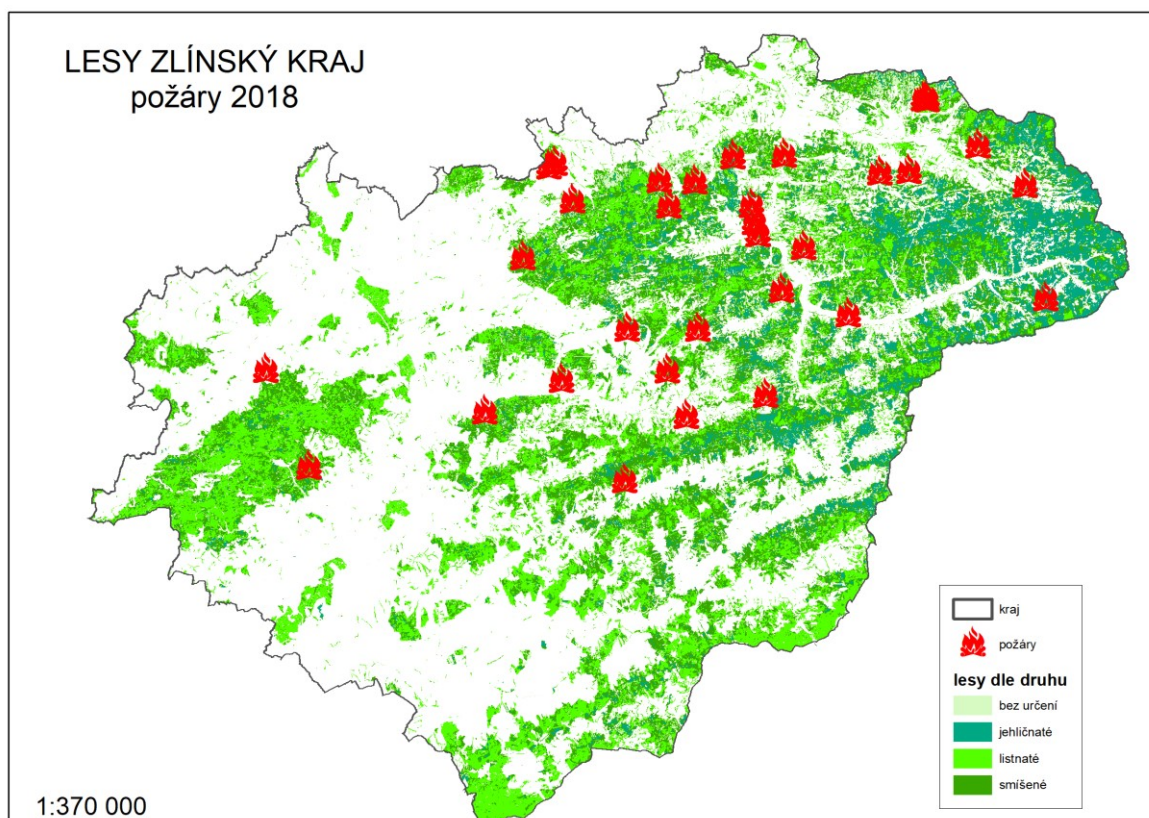 LESY ZLÍNSKÝ KRAJ
požáry 2018
kraj
požáry
lesy dle druhu
bez určení
jehličnaté
listnaté
smíšené
1:370 000